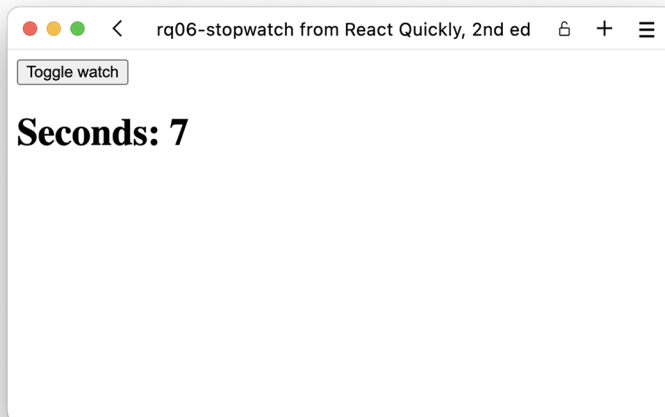 rq06-stopwatch from React Quickly, 2nd ed
Toggle watch
Seconds: 7